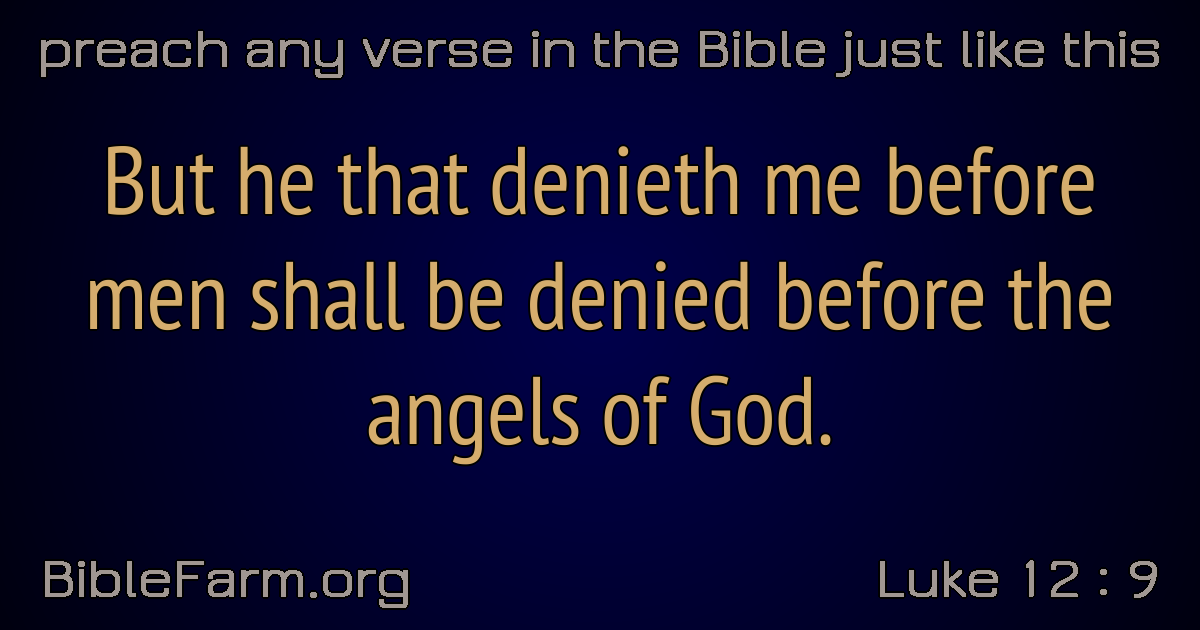 preach any verse in the Bible just like this
But he that denieth me before
men shall be denied before the
angels of God.
BibleFarm.org
Luke 12 : 9